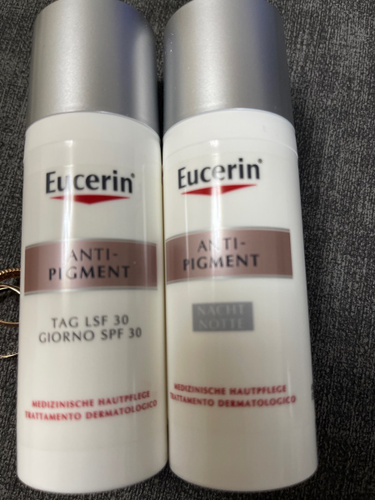 Eucerin
ANTI-
PIGMENT
TAG LSF 30
GIORNO SPF 30
MEDIZINISCHE HAUTPFLEGE
TRATTAMENTO DERMATOLOGICO
Eucerin
ANTI-
PIGMENT
NACHT
NOTTE
MEDIZINISCHE HAUTPFLEGE
TRATTAMENTO DERMATOLOGICO